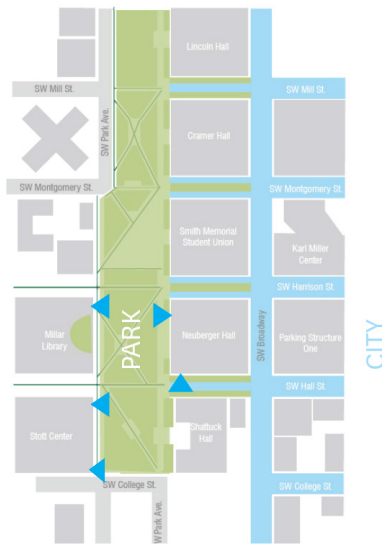 Lincoln Hall
SW Mill St.
SW Mill St.
SW Park Ave.
Cramer Hall
SW Montgomery St.
SW Montgomery St.
Smith Memorial
Student Union
Karl Miller
Center
SW Harrison St.
Millar
Library
PARK
Neuberger Hall
SW Broadway
Parking Structure
One
CITY
SW Hall St.
Stott Center
Shattuck
Hall
SW College St.
SW College St.
W Park Ave.